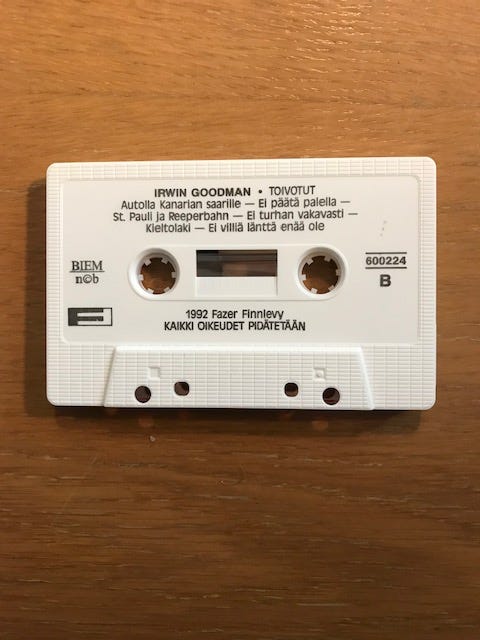 IRWIN GOODMAN • TOIVOTUT
Autolla Kanarian saarille — Ei päätä palella —
St. Pauli ja Reeperbahn — Ei turhan vakavasti —
Kieltolaki — Ei villiä länttä enää ole
BIEM
n©b
600224
B
1992 Fazer Finnlevy
KAIKKI OIKEUDET PIDÄTETÄÄN